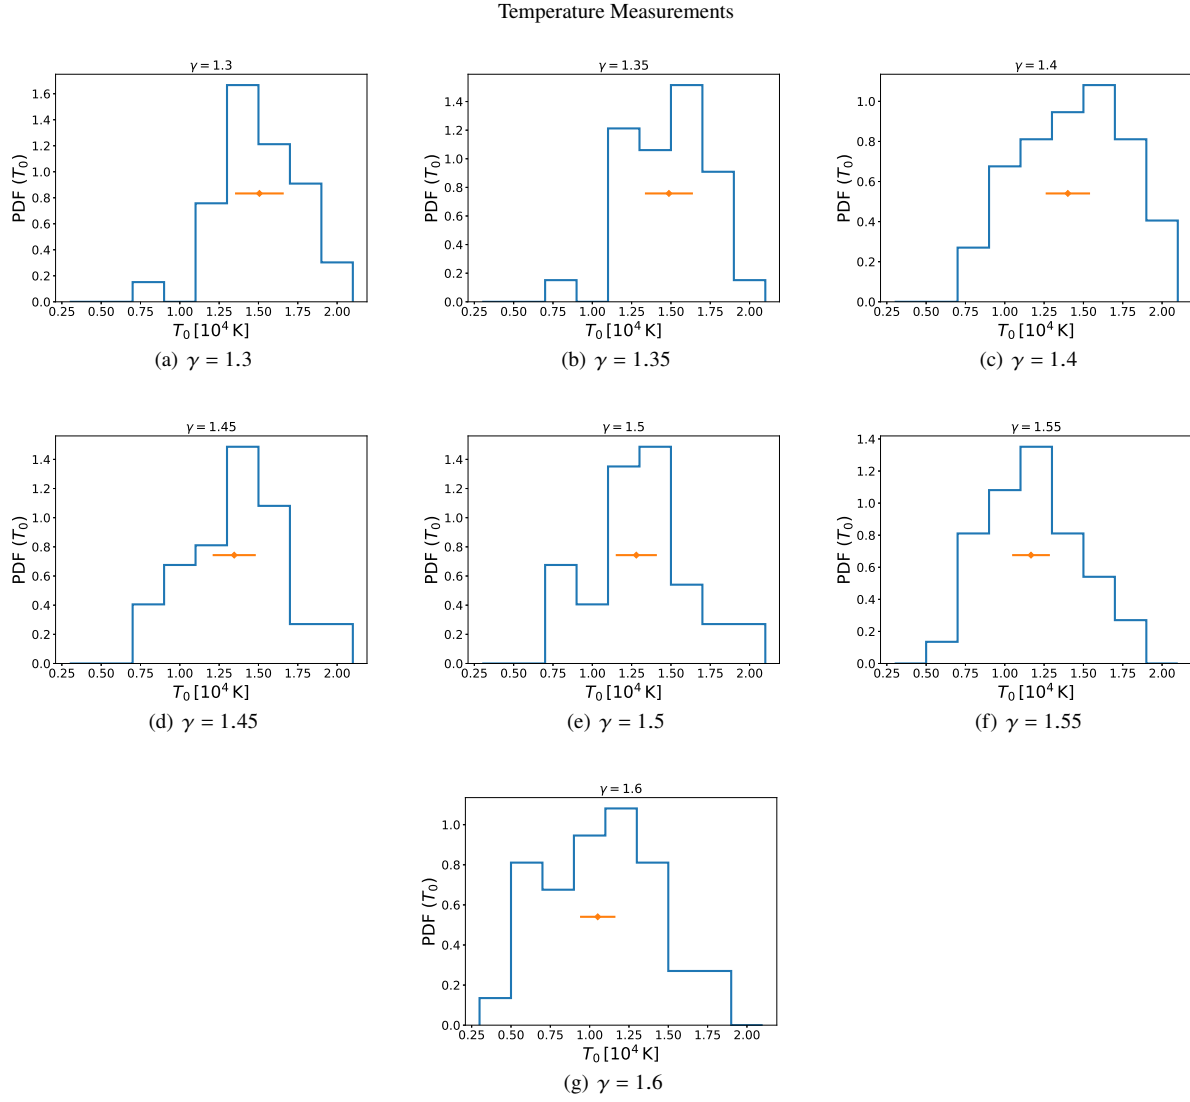 Temperature Measurements
γ = 1.3
PDF (T₀)
1.6
1.4
1.2
1.0
0.8
0.6
0.4
0.2
0.0
0.25 0.50 0.75 1.00 1.25 1.50 1.75 2.00
T₀ [10⁴ K]
(a) γ = 1.3
γ = 1.35
PDF (T₀)
1.4
1.2
1.0
0.8
0.6
0.4
0.2
0.0
0.25 0.50 0.75 1.00 1.25 1.50 1.75 2.00
T₀ [10⁴ K]
(b) γ = 1.35
γ = 1.4
PDF (T₀)
1.0
0.8
0.6
0.4
0.2
0.0
0.25 0.50 0.75 1.00 1.25 1.50 1.75 2.00
T₀ [10⁴ K]
(c) γ = 1.4
γ = 1.45
PDF (T₀)
1.4
1.2
1.0
0.8
0.6
0.4
0.2
0.0
0.25 0.50 0.75 1.00 1.25 1.50 1.75 2.00
T₀ [10⁴ K]
(d) γ = 1.45
γ = 1.5
PDF (T₀)
1.4
1.2
1.0
0.8
0.6
0.4
0.2
0.0
0.25 0.50 0.75 1.00 1.25 1.50 1.75 2.00
T₀ [10⁴ K]
(e) γ = 1.5
γ = 1.55
PDF (T₀)
1.4
1.2
1.0
0.8
0.6
0.4
0.2
0.0
0.25 0.50 0.75 1.00 1.25 1.50 1.75 2.00
T₀ [10⁴ K]
(f) γ = 1.55
γ = 1.6
PDF (T₀)
1.0
0.8
0.6
0.4
0.2
0.0
0.25 0.50 0.75 1.00 1.25 1.50 1.75 2.00
T₀ [10⁴ K]
(g) γ = 1.6